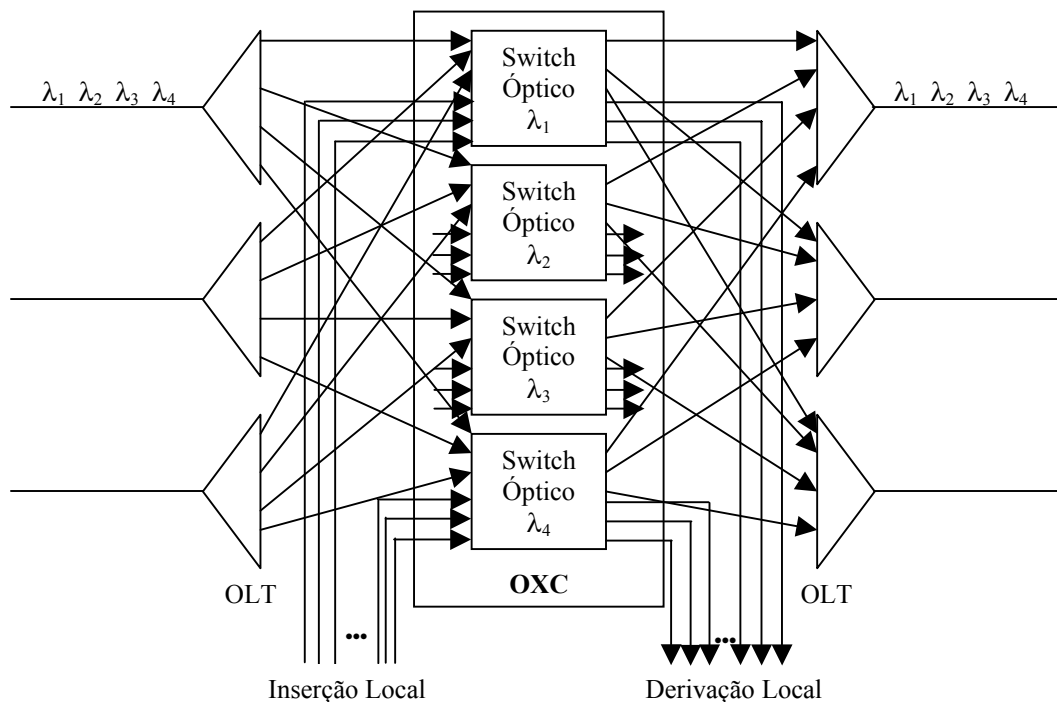 λ1 λ2 λ3 λ4
Switch
Óptico
λ1
λ1 λ2 λ3 λ4
Switch
Óptico
λ2
Switch
Óptico
λ3
Switch
Óptico
λ4
OLT
OXC
OLT
...
...
Inserção Local
Derivação Local